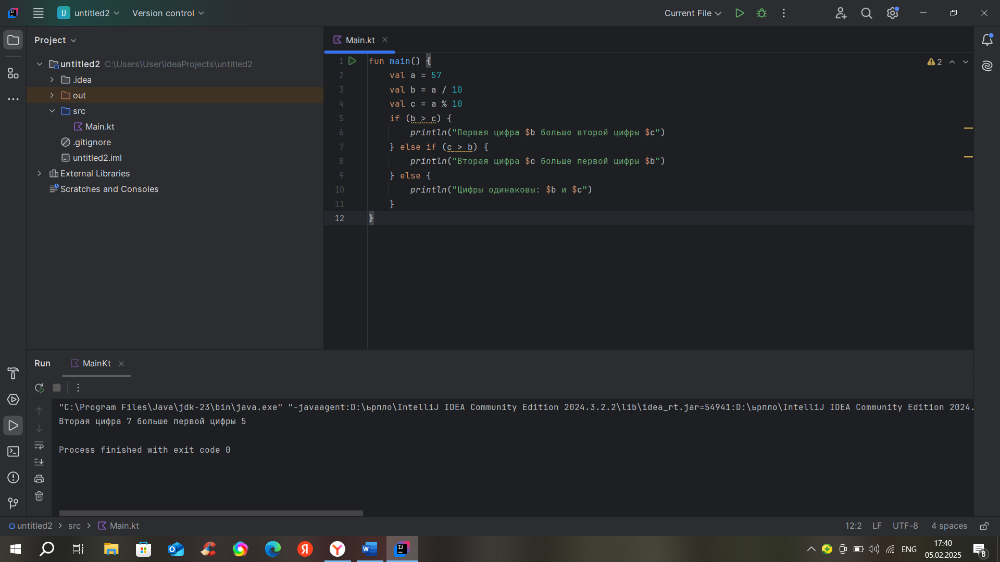 untitled2
Version control
Current File
Project
Main.kt
untitled2 C:\Users\User\IdeaProjects\untitled2
.idea
out
src
Main.kt
.gitignore
untitled2.iml
External Libraries
Scratches and Consoles
1 fun main() {
2 val a = 57
3 val b = a / 10
4 val c = a % 10
5 if (b > c) {
6 println("Первая цифра $b больше второй цифры $c")
7 } else if (c > b) {
8 println("Вторая цифра $c больше первой цифры $b")
9 } else {
10 println("Цифры одинаковы: $b и $c")
11 }
12 }
2
Run
MainKt
"C:\Program Files\Java\jdk-23\bin\java.exe" "-javaagent:D:\ьрпло\IntelliJ IDEA Community Edition 2024.3.2.2\lib\idea_rt.jar=54941:D:\ьрпло\IntelliJ IDEA Community Edition 2024.
Вторая цифра 7 больше первой цифры 5
Process finished with exit code 0
untitled2 > src > Main.kt
12:2 LF UTF-8 4 spaces
ENG
17:40
05.02.2025
8